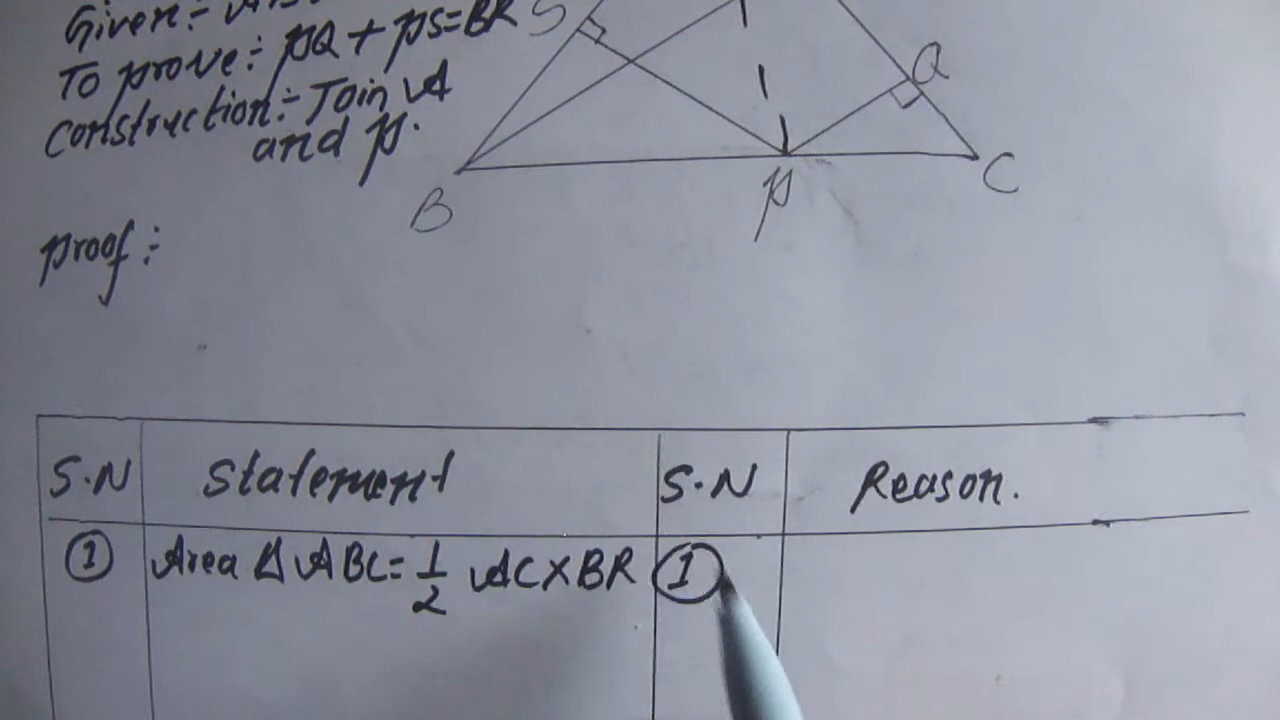 Given:-
To prove:- PQ + PS = BR
Construction:- Join A
and P.
S
Q
B
P
C
Proof:-
S.N Statement S.N Reason.
① Area Δ ABC = 1/2 AC × BR ①